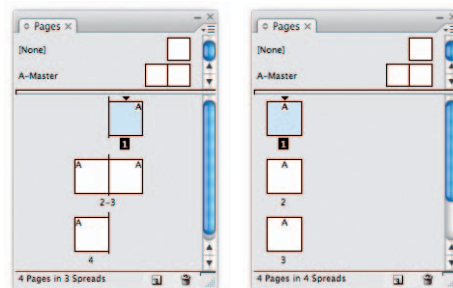 Pages ×
[None]
A-Master
A
1
A A
2-3
A
4
4 Pages in 3 Spreads
Pages ×
[None]
A-Master
A
1
A
2
A
3
4 Pages in 4 Spreads